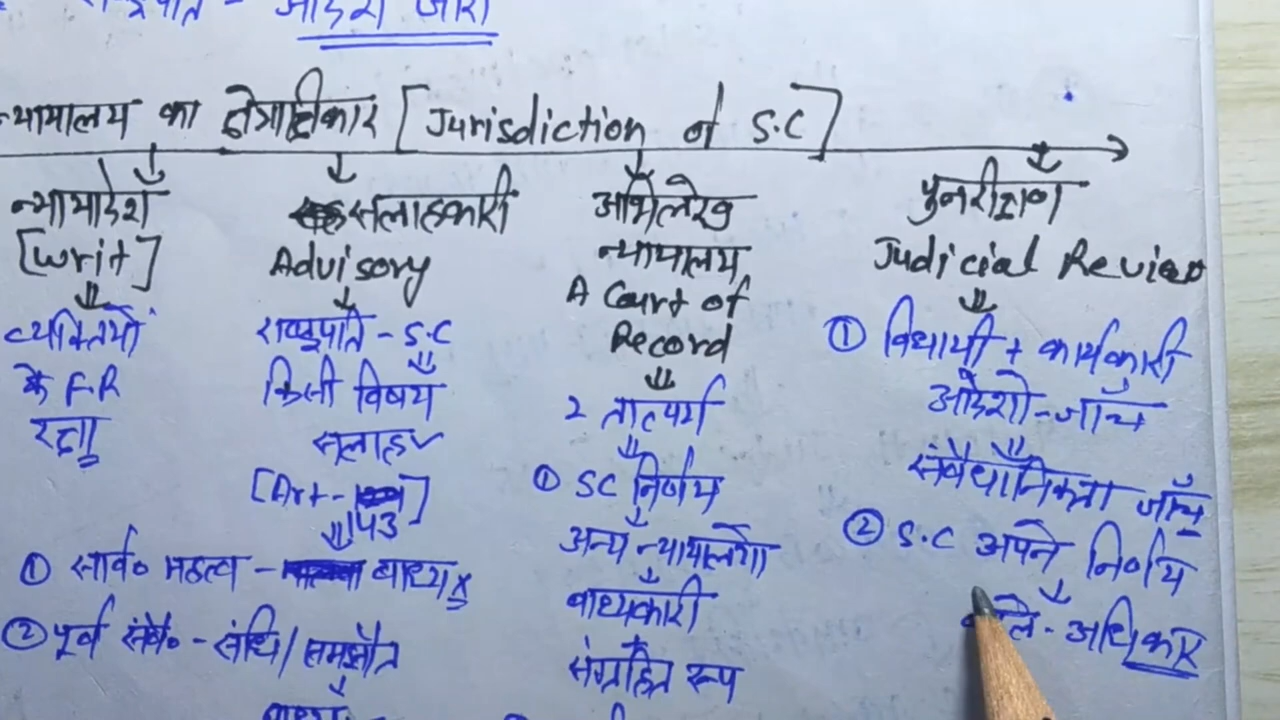 आदेश जारी
न्यायालय का क्षेत्राधिकार [Jurisdiction of S.C]
न्यायादेश
[Writ]
व्यक्तियों
के F.R
रक्षा
सलाहकारी
Advisory
राष्ट्रपति - S.C
किसी विषय
सलाह
[Art-
143
① सार्व० महत्व - बाध्य x
② पूर्व संवै० - संधि/समझौत
अभिलेख
न्यायालय
A Court of
Record
2 तात्पर्य
① SC निर्णय
अन्य न्यायालयो
बाध्यकारी
संग्रहित रूप
पुनरीक्षण
Judicial Review
① विधायी + कार्यकारी
आदेशो - जाँच
संवैधानिकता जाँच
② S.C अपने निर्णय
- अधिकार